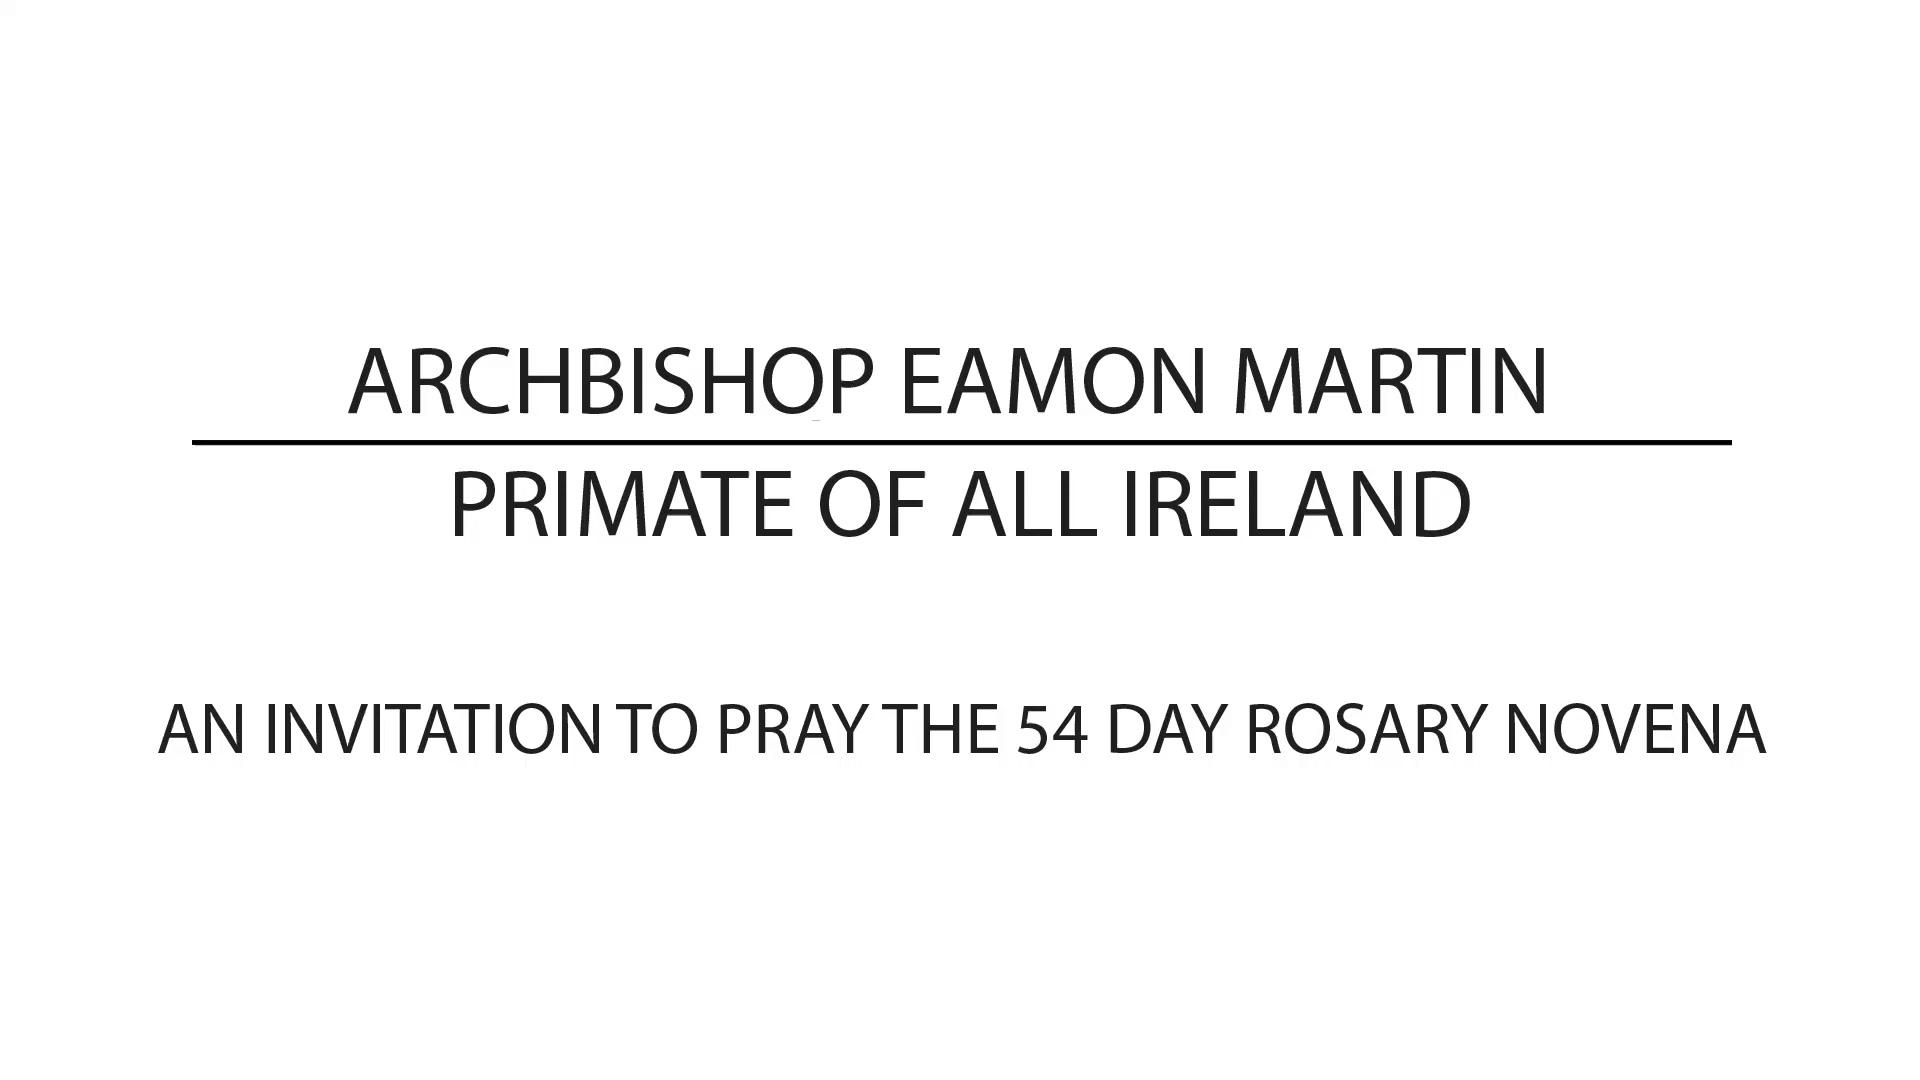 ARCHBISHOP EAMON MARTIN
PRIMATE OF ALL IRELAND
AN INVITATION TO PRAY THE 54 DAY ROSARY NOVENA